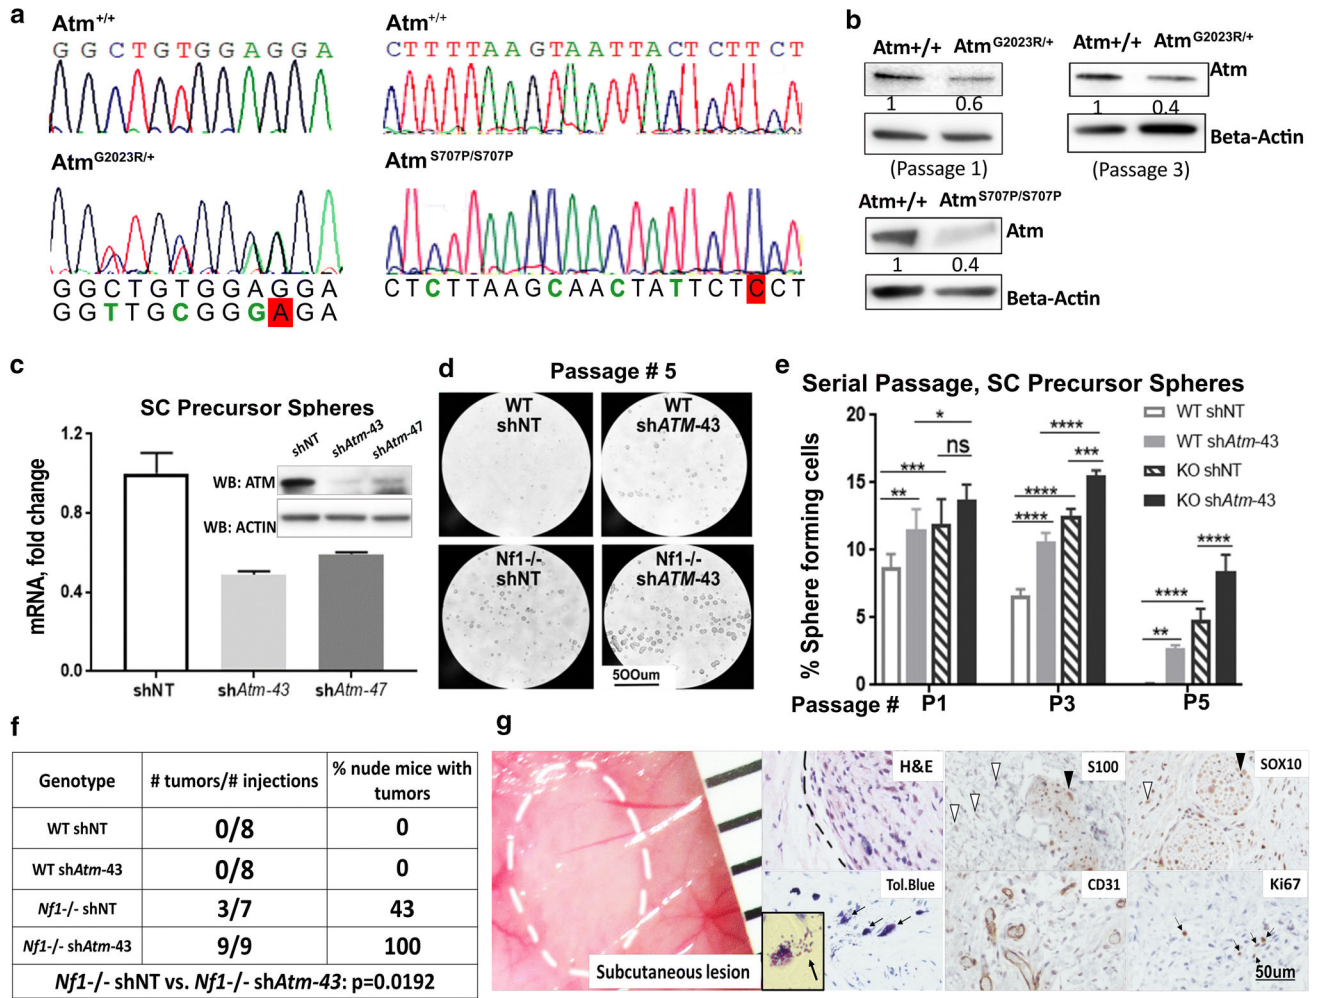 a
Atm+/+
G G C T G T G G A G G A
Atm+/+
C T T T T A A G T A A T T A C T C T T C T
AtmG2023R/+
G G C T G T G G A G G A
G G T T G C G G G A G A
Atm S707P/S707P
C T C T T A A G C A A C T A T T C T C C T
b
Atm+/+ AtmG2023R/+
1 0.6
(Passage 1)
Atm+/+ AtmG2023R/+
Atm
1 0.4
Beta-Actin
(Passage 3)
Atm+/+ AtmS707P/S707P
Atm
1 0.4
Beta-Actin
c
SC Precursor Spheres
mRNA, fold change
1.2
0.8
0.4
0.0
shNT shAtm-43 shAtm-47
WB: ATM
WB: ACTIN
shNT shAtm-43 shAtm-47
d
Passage # 5
WT
shNT
WT
shATM-43
Nf1-/-
shNT
Nf1-/-
shATM-43
500um
e
Serial Passage, SC Precursor Spheres
% Sphere forming cells
20
15
10
5
0
** *** * ns
**** **** **** ***
** **** ****
WT shNT
WT shAtm-43
KO shNT
KO shAtm-43
Passage # P1 P3 P5
f
Genotype # tumors/# injections % nude mice with tumors
WT shNT 0/8 0
WT shAtm-43 0/8 0
Nf1-/- shNT 3/7 43
Nf1-/- shAtm-43 9/9 100
Nf1-/- shNT vs. Nf1-/- shAtm-43: p=0.0192
g
Subcutaneous lesion
H&E
S100
SOX10
Tol.Blue
CD31
Ki67
50um